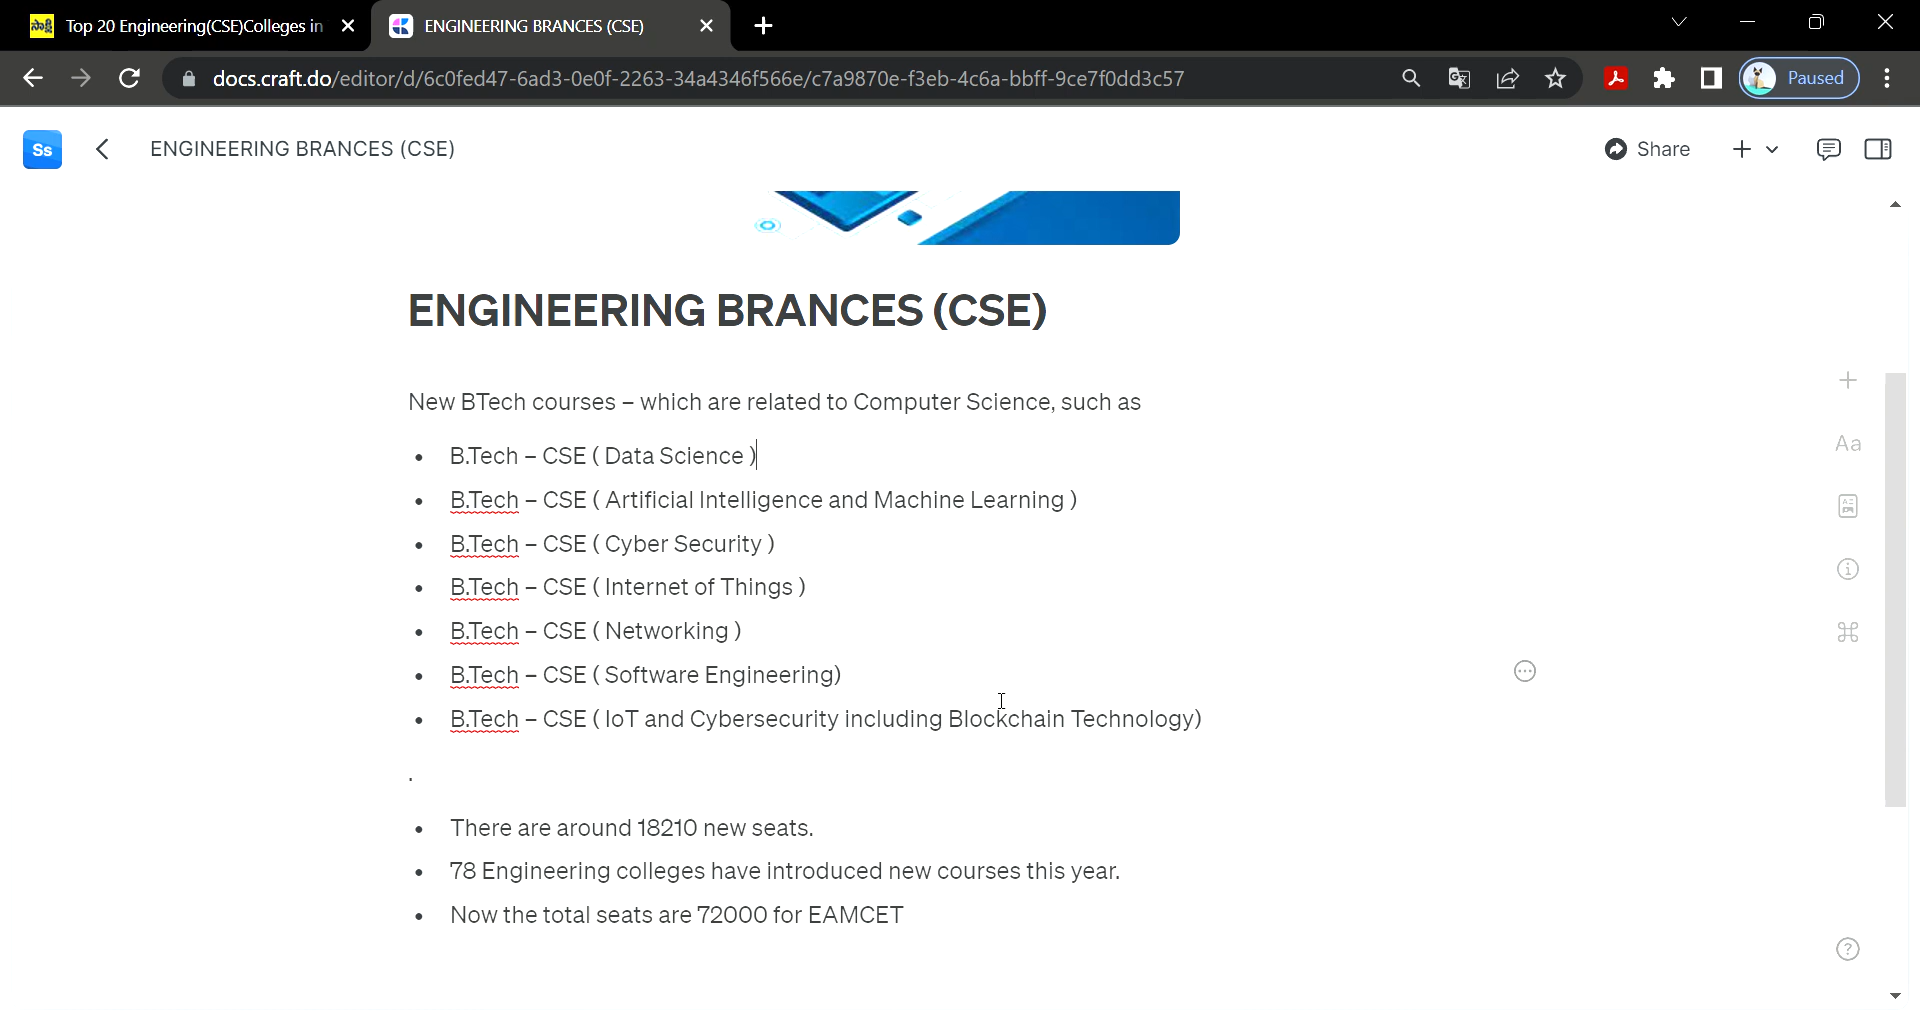 సాక్షి Top 20 Engineering(CSE)Colleges in
ENGINEERING BRANCES (CSE)
docs.craft.do/editor/d/6c0fed47-6ad3-0e0f-2263-34a4346f566e/c7a9870e-f3eb-4c6a-bbff-9ce7f0dd3c57
Paused
Ss
ENGINEERING BRANCES (CSE)
Share
ENGINEERING BRANCES (CSE)
New BTech courses – which are related to Computer Science, such as
• B.Tech – CSE ( Data Science )
• B.Tech – CSE ( Artificial Intelligence and Machine Learning )
Aa
• B.Tech – CSE ( Cyber Security )
• B.Tech – CSE ( Internet of Things )
• B.Tech – CSE ( Networking )
• B.Tech – CSE ( Software Engineering)
• B.Tech – CSE ( IoT and Cybersecurity including Blockchain Technology)
.
• There are around 18210 new seats.
• 78 Engineering colleges have introduced new courses this year.
• Now the total seats are 72000 for EAMCET